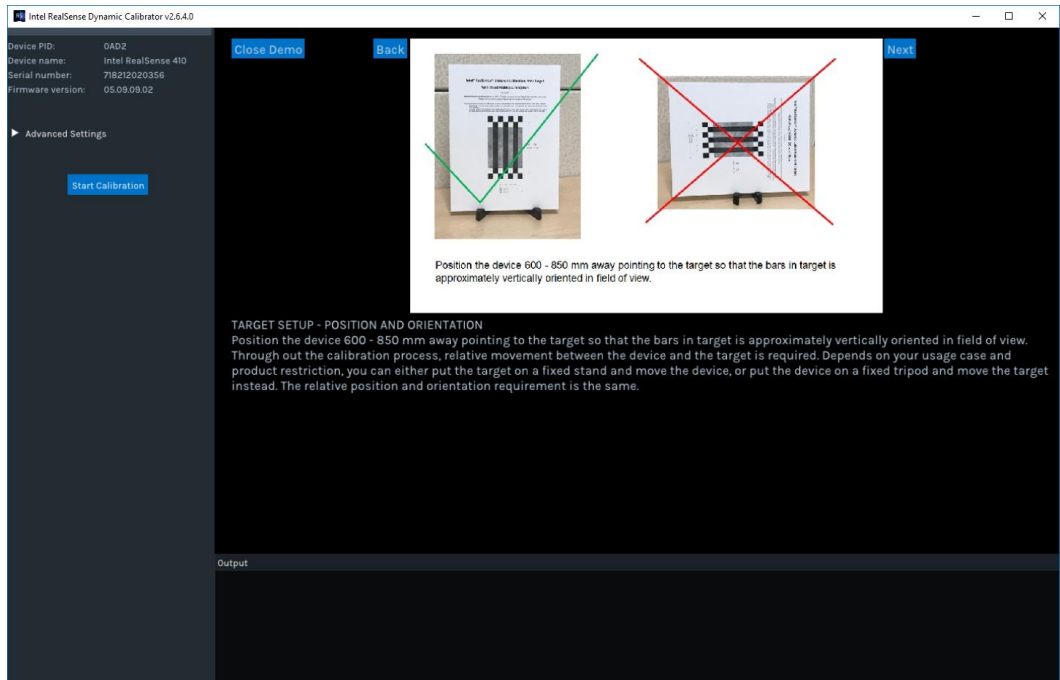 Intel RealSense Dynamic Calibrator v2.6.4.0
Device PID: 0AD2
Device name: Intel RealSense 410
Serial number: 718212020356
Firmware version: 05.09.09.02
Advanced Settings
Start Calibration
Close Demo
Back
Next
Position the device 600 - 850 mm away pointing to the target so that the bars in target is
approximately vertically oriented in field of view.
TARGET SETUP - POSITION AND ORIENTATION
Position the device 600 - 850 mm away pointing to the target so that the bars in target is approximately vertically oriented in field of view.
Through out the calibration process, relative movement between the device and the target is required. Depends on your usage case and
product restriction, you can either put the target on a fixed stand and move the device, or put the device on a fixed tripod and move the target
instead. The relative position and orientation requirement is the same.
Output